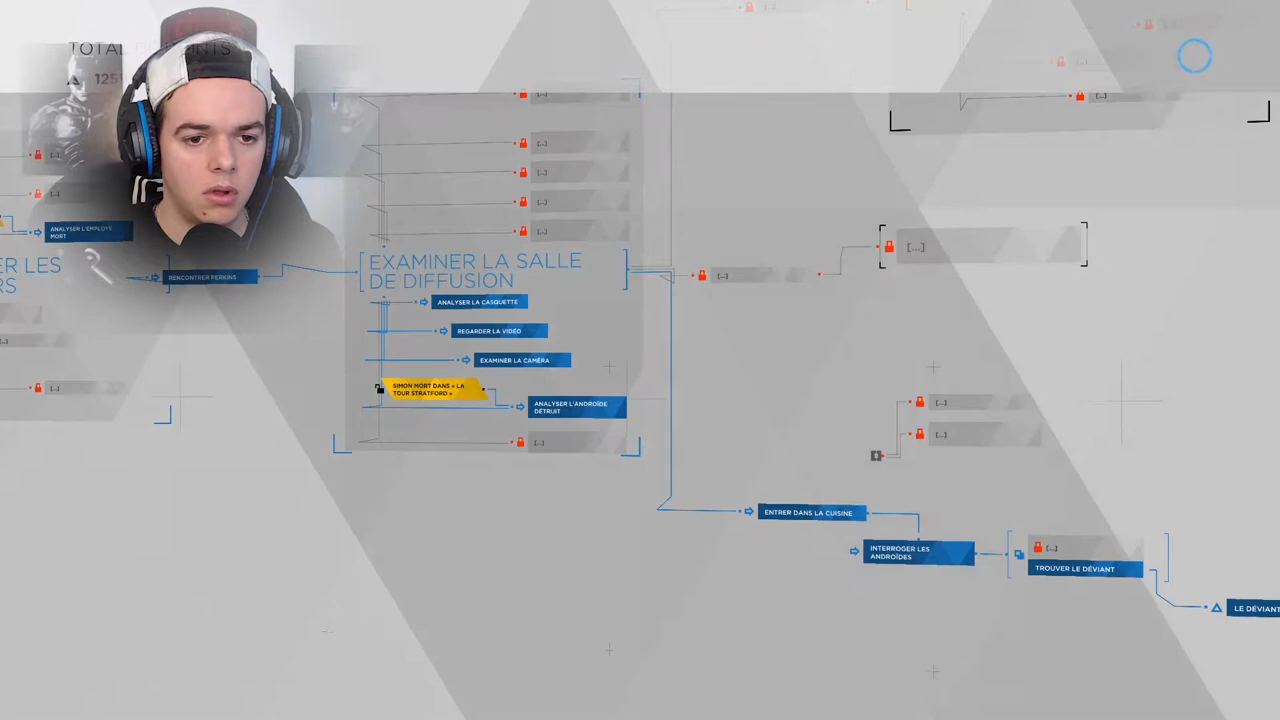 TOTAL
125
[...]
[...]
[...]
[...]
[...]
[...]
[...]
[...]
ANALYSER L'EMPLOYÉ
MORT
ER LES
RS
RENCONTRER PERKINS
EXAMINER LA SALLE
DE DIFFUSION
[...]
[...]
ANALYSER LA CASQUETTE
REGARDER LA VIDÉO
EXAMINER LA CAMÉRA
SIMON MORT DANS « LA
TOUR STRATFORD »
ANALYSER L'ANDROÏDE
DÉTRUIT
[...]
[...]
[...]
[...]
ENTRER DANS LA CUISINE
INTERROGER LES
ANDROÏDES
[...]
TROUVER LE DÉVIANT
LE DÉVIANT